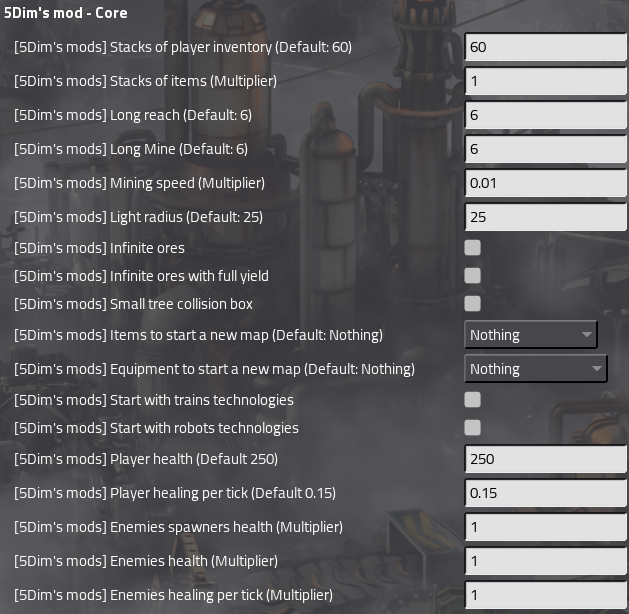 5Dim's mod - Core
[5Dim's mods] Stacks of player inventory (Default: 60) 60
[5Dim's mods] Stacks of items (Multiplier) 1
[5Dim's mods] Long reach (Default: 6) 6
[5Dim's mods] Long Mine (Default: 6) 6
[5Dim's mods] Mining speed (Multiplier) 0.01
[5Dim's mods] Light radius (Default: 25) 25
[5Dim's mods] Infinite ores
[5Dim's mods] Infinite ores with full yield
[5Dim's mods] Small tree collision box
[5Dim's mods] Items to start a new map (Default: Nothing) Nothing
[5Dim's mods] Equipment to start a new map (Default: Nothing) Nothing
[5Dim's mods] Start with trains technologies
[5Dim's mods] Start with robots technologies
[5Dim's mods] Player health (Default 250) 250
[5Dim's mods] Player healing per tick (Default 0.15) 0.15
[5Dim's mods] Enemies spawners health (Multiplier) 1
[5Dim's mods] Enemies health (Multiplier) 1
[5Dim's mods] Enemies healing per tick (Multiplier) 1